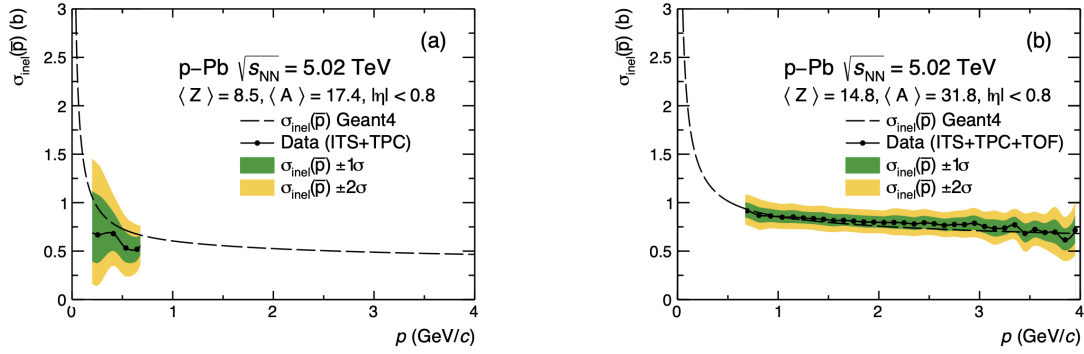 σinel(p̅) (b)
3
2.5
2
1.5
1
0.5
0
(a)
p−Pb √sNN = 5.02 TeV
⟨ Z ⟩ = 8.5, ⟨ A ⟩ = 17.4, |η| < 0.8
σinel(p̅) Geant4
Data (ITS+TPC)
σinel(p̅) ±1σ
σinel(p̅) ±2σ
0 1 2 3 4
p (GeV/c)
σinel(p̅) (b)
3
2.5
2
1.5
1
0.5
0
(b)
p−Pb √sNN = 5.02 TeV
⟨ Z ⟩ = 14.8, ⟨ A ⟩ = 31.8, |η| < 0.8
σinel(p̅) Geant4
Data (ITS+TPC+TOF)
σinel(p̅) ±1σ
σinel(p̅) ±2σ
0 1 2 3 4
p (GeV/c)